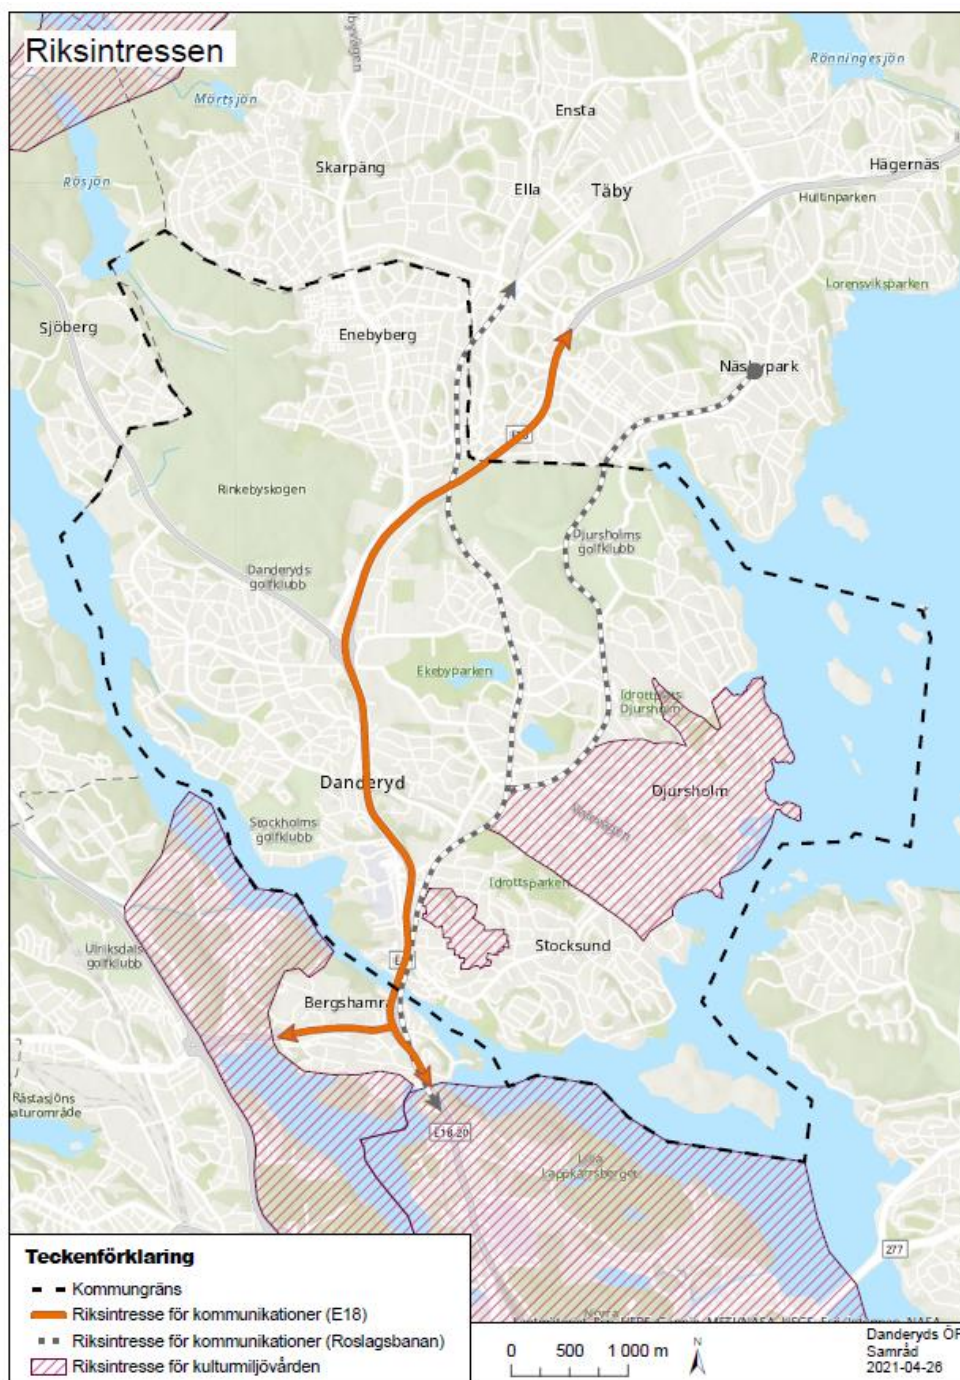 Riksintressen
Rönningesjön
Mörtsjön
Ensta
Skarpäng
Hägernäs
Rösjön
Ella
Täby
Hultinparken
Lorensviksparken
Sjöberg
Enebyberg
Näsbypark
Rinkebyskogen
Djursholms
golfklubb
Danderyds
golfklubb
Ekebyparken
Idrottsplats
Djursholm
Danderyd
Djursholm
Stockholms
golfklubb
Idrottsparken
Ulriksdals
golfklubb
Stocksund
Bergshamra
Råstasjöns
naturområde
E18-20
Lilla
Lappkärrsberget
277
Norra
Teckenförklaring
Kommungräns
Riksintresse för kommunikationer (E18)
Riksintresse för kommunikationer (Roslagsbanan)
Riksintresse för kulturmiljövården
0 500 1 000 m
N
Danderyds ÖP
Samråd
2021-04-26